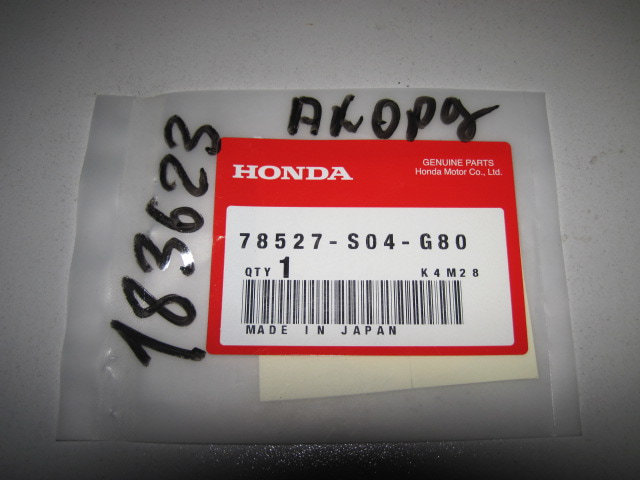 Акорд
183623
HONDA
GENUINE PARTS
Honda Motor Co., Ltd.
78527-S04-G80
QTY 1
K4M28
MADE IN JAPAN